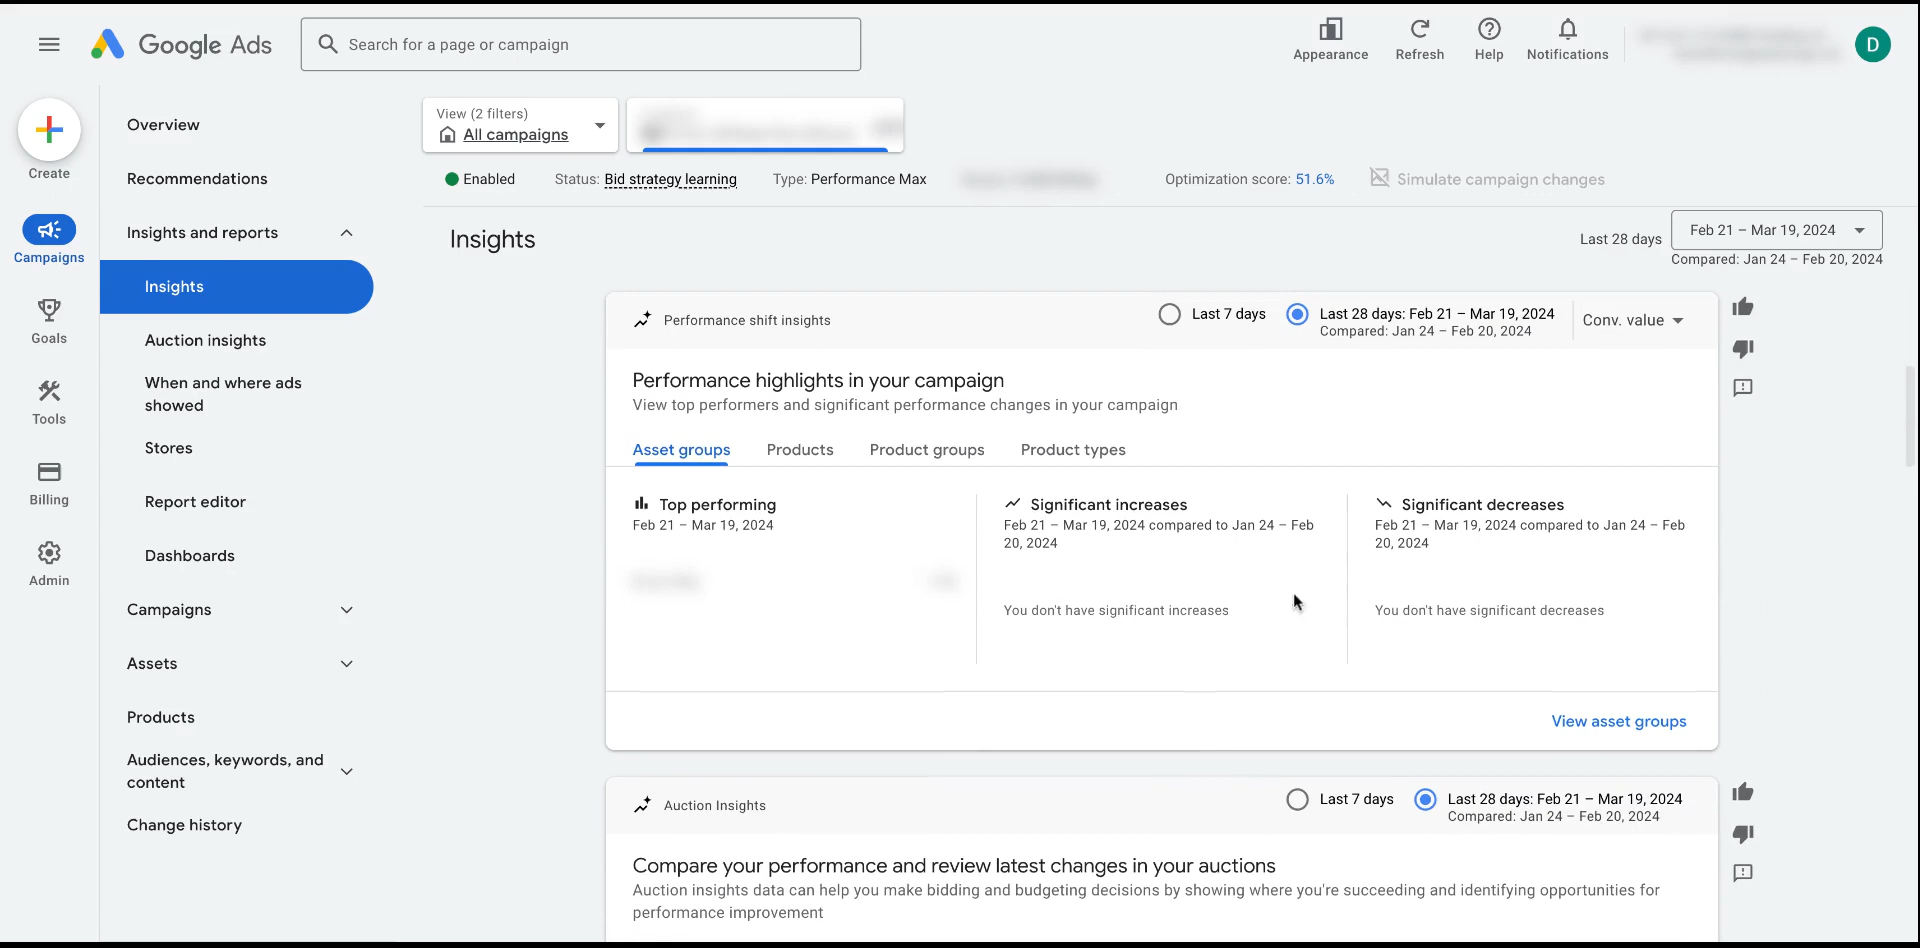 Google Ads
Search for a page or campaign
Appearance
Refresh
Help
Notifications
D
Create
Campaigns
Goals
Tools
Billing
Admin
Overview
Recommendations
Insights and reports
Insights
Auction insights
When and where ads
showed
Stores
Report editor
Dashboards
Campaigns
Assets
Products
Audiences, keywords, and
content
Change history
View (2 filters)
All campaigns
Enabled
Status: Bid strategy learning
Type: Performance Max
Optimization score: 51.6%
Simulate campaign changes
Insights
Last 28 days
Feb 21 – Mar 19, 2024
Compared: Jan 24 – Feb 20, 2024
Performance shift insights
Last 7 days
Last 28 days: Feb 21 – Mar 19, 2024
Compared: Jan 24 – Feb 20, 2024
Conv. value
Performance highlights in your campaign
View top performers and significant performance changes in your campaign
Asset groups
Products
Product groups
Product types
Top performing
Feb 21 – Mar 19, 2024
Significant increases
Feb 21 – Mar 19, 2024 compared to Jan 24 – Feb
20, 2024
You don't have significant increases
Significant decreases
Feb 21 – Mar 19, 2024 compared to Jan 24 – Feb
20, 2024
You don't have significant decreases
View asset groups
Auction Insights
Last 7 days
Last 28 days: Feb 21 – Mar 19, 2024
Compared: Jan 24 – Feb 20, 2024
Compare your performance and review latest changes in your auctions
Auction insights data can help you make bidding and budgeting decisions by showing where you're succeeding and identifying opportunities for
performance improvement